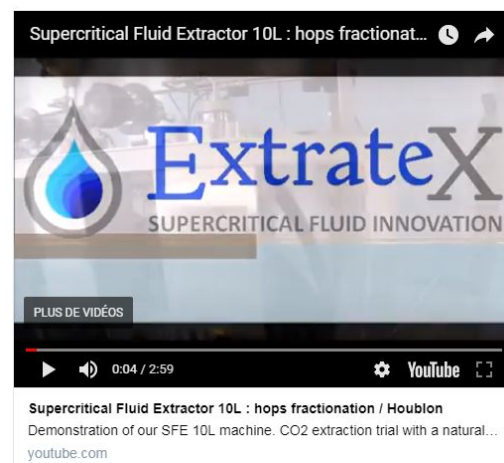 Supercritical Fluid Extractor 10L : hops fractionat...
ExtrateX
SUPERCRITICAL FLUID INNOVATION
PLUS DE VIDÉOS
0:04 / 2:59
YouTube
Supercritical Fluid Extractor 10L : hops fractionation / Houblon
Demonstration of our SFE 10L machine. CO2 extraction trial with a natural...
youtube.com